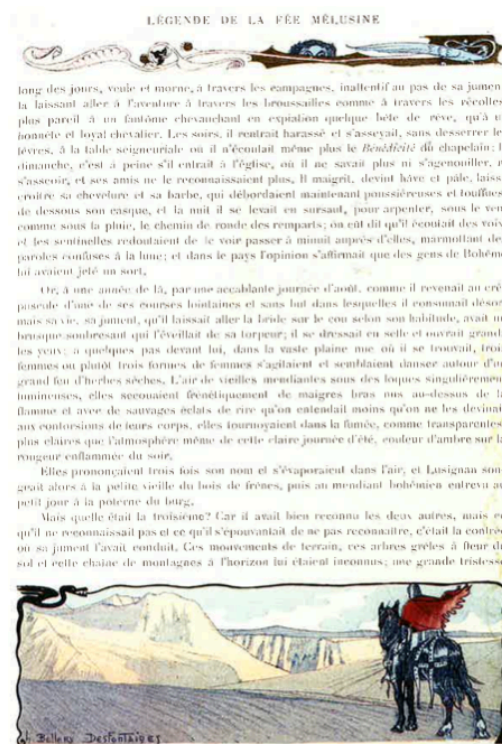 LÉGENDE DE LA FÉE MÉLUSINE
long des jours, veule et morne, à travers les campagnes, inattentif au pas de sa jument
la laissant aller à l'aventure à travers les broussailles comme à travers les récoltes
plus pareil à un fantôme chevauchant en expiation quelque bête de rêve, qu'à u
honnête et loyal chevalier. Les soirs, il rentrait harassé et s'asseyait, sans desserrer le
lèvres, à la table seigneuriale où il n'écoutait même plus le Bénédicité du chapelain; l
dimanche, c'est à peine s'il entrait à l'église, où il ne savait plus ni s'agenouiller, n
s'asseoir, et ses amis ne le reconnaissaient plus. Il maigrit, devint hâve et pâle, laissa
croître sa chevelure et sa barbe, qui débordaient maintenant poussiéreuses et touffues
de dessous son casque, et la nuit il se levait en sursaut, pour arpenter, sous le ven
comme sous la pluie, le chemin de ronde des remparts; on eût dit qu'il écoutait des voix
et les sentinelles redoutaient de le voir passer à minuit auprès d'elles, marmottant de
paroles confuses à la lune; et dans le pays l'opinion s'affirmait que des gens de Bohême
lui avaient jeté un sort.
Or, à une année de là, par une accablante journée d'août, comme il revenait au cré
puscule d'une de ses courses lointaines et sans but dans lesquelles il consumait désor
mais sa vie, sa jument, qu'il laissait aller la bride sur le cou selon son habitude, avait u
brusque soubresaut qui l'éveillait de sa torpeur; il se dressait en selle et ouvrait grand
les yeux; à quelques pas devant lui, dans la vaste plaine nue où il se trouvait, trois
femmes ou plutôt trois formes de femmes s'agitaient et semblaient danser autour d'u
grand feu d'herbes sèches. L'air de vieilles mendiantes sous des loques singulièremen
lumineuses, elles secouaient frénétiquement de maigres bras nus au-dessus de la
flamme et avec de sauvages éclats de rire qu'on entendait moins qu'on ne les devina
aux contorsions de leurs corps, elles tournoyaient dans la fumée, comme transparentes
plus claires que l'atmosphère même de cette claire journée d'été, couleur d'ambre sur la
rougeur enflammée du soir.
Elles prononçaient trois fois son nom et s'évaporaient dans l'air, et Lusignan son
geait alors à la petite vieille du bois de frênes, puis au mendiant bohémien entrevu au
petit jour à la poterne du burg.
Mais quelle était la troisième? Car il avait bien reconnu les deux autres, mais ce
qu'il ne reconnaissait pas et ce qu'il s'épouvantait de ne pas reconnaître, c'était la contré
où sa jument l'avait conduit. Ces mouvements de terrain, ces arbres grêles à fleur de
sol et cette chaîne de montagnes à l'horizon lui étaient inconnus; une grande tristess
Bellery Desfontaines